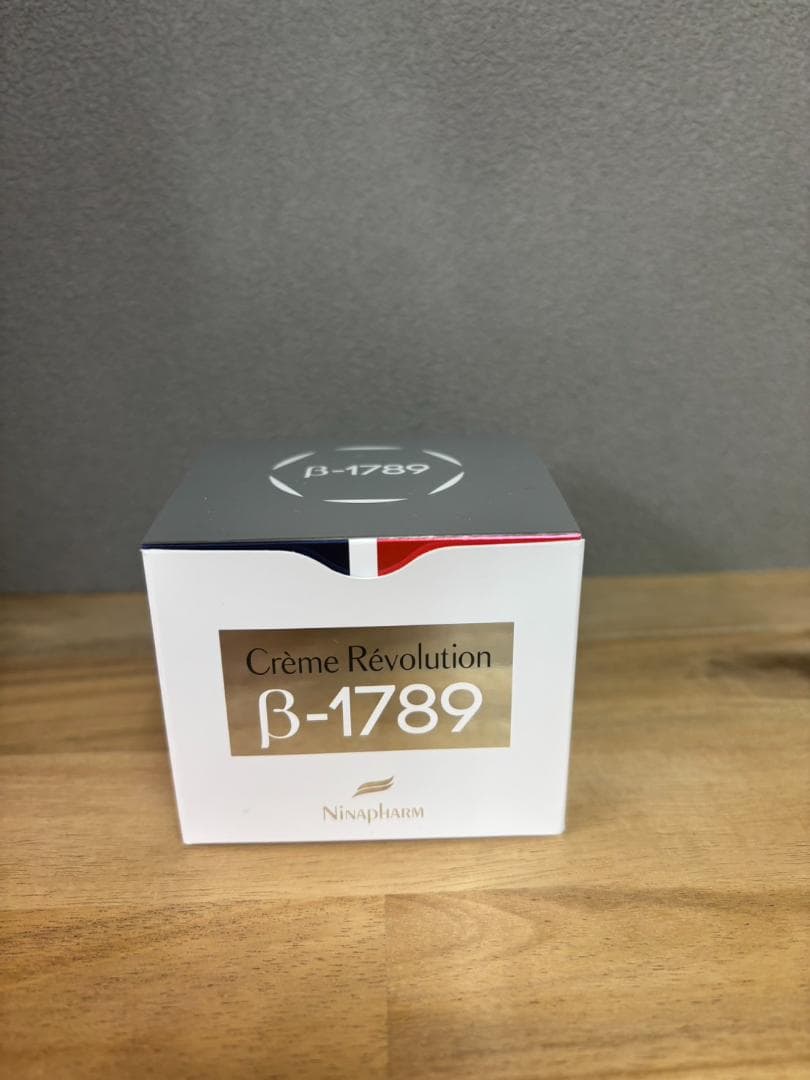 β-1789
Crème Révolution
β-1789
NINAPHARM